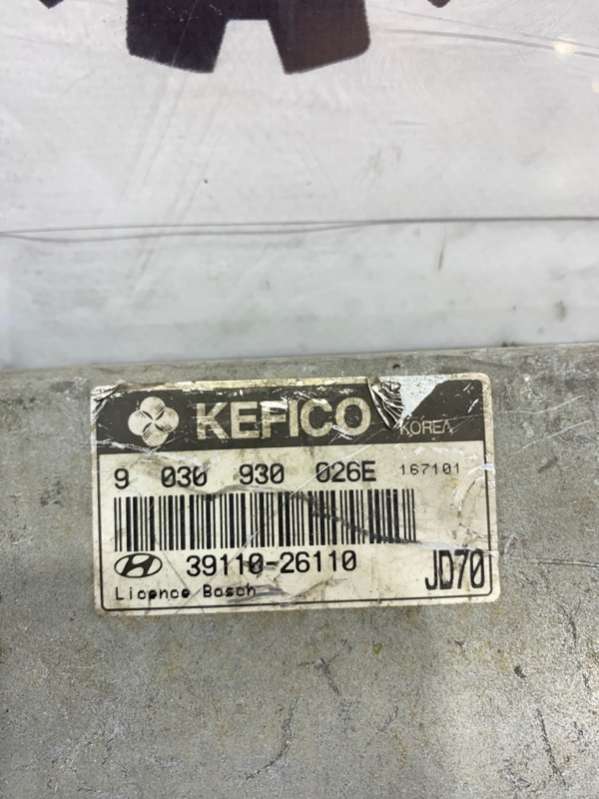 KEFICO KOREA
9 030 930 026E 167101
39110-26110 JD70
Licence Bosch